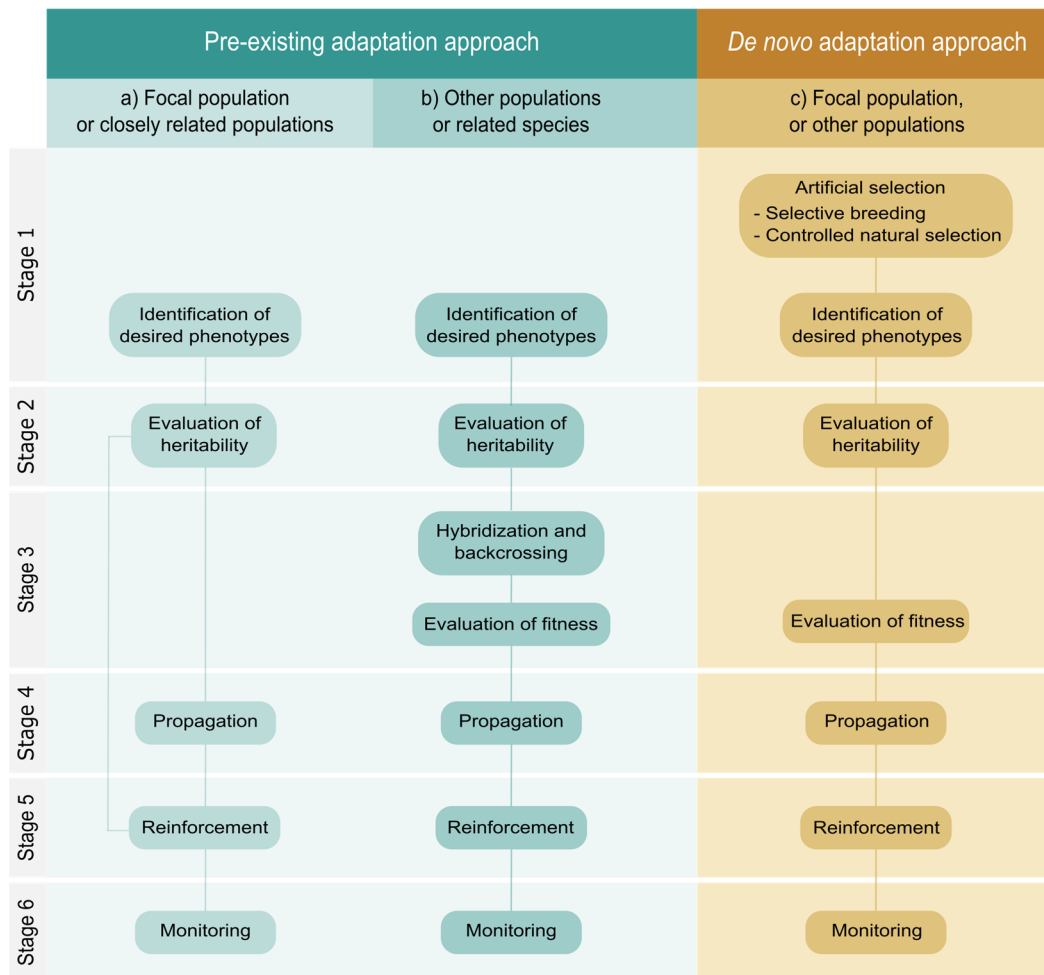 Pre-existing adaptation approach
De novo adaptation approach
a) Focal population
or closely related populations
b) Other populations
or related species
c) Focal population,
or other populations
Stage 1
Artificial selection
- Selective breeding
- Controlled natural selection
Identification of
desired phenotypes
Identification of
desired phenotypes
Identification of
desired phenotypes
Stage 2
Evaluation of
heritability
Evaluation of
heritability
Evaluation of
heritability
Stage 3
Hybridization and
backcrossing
Evaluation of fitness
Evaluation of fitness
Stage 4
Propagation
Propagation
Propagation
Stage 5
Reinforcement
Reinforcement
Reinforcement
Stage 6
Monitoring
Monitoring
Monitoring